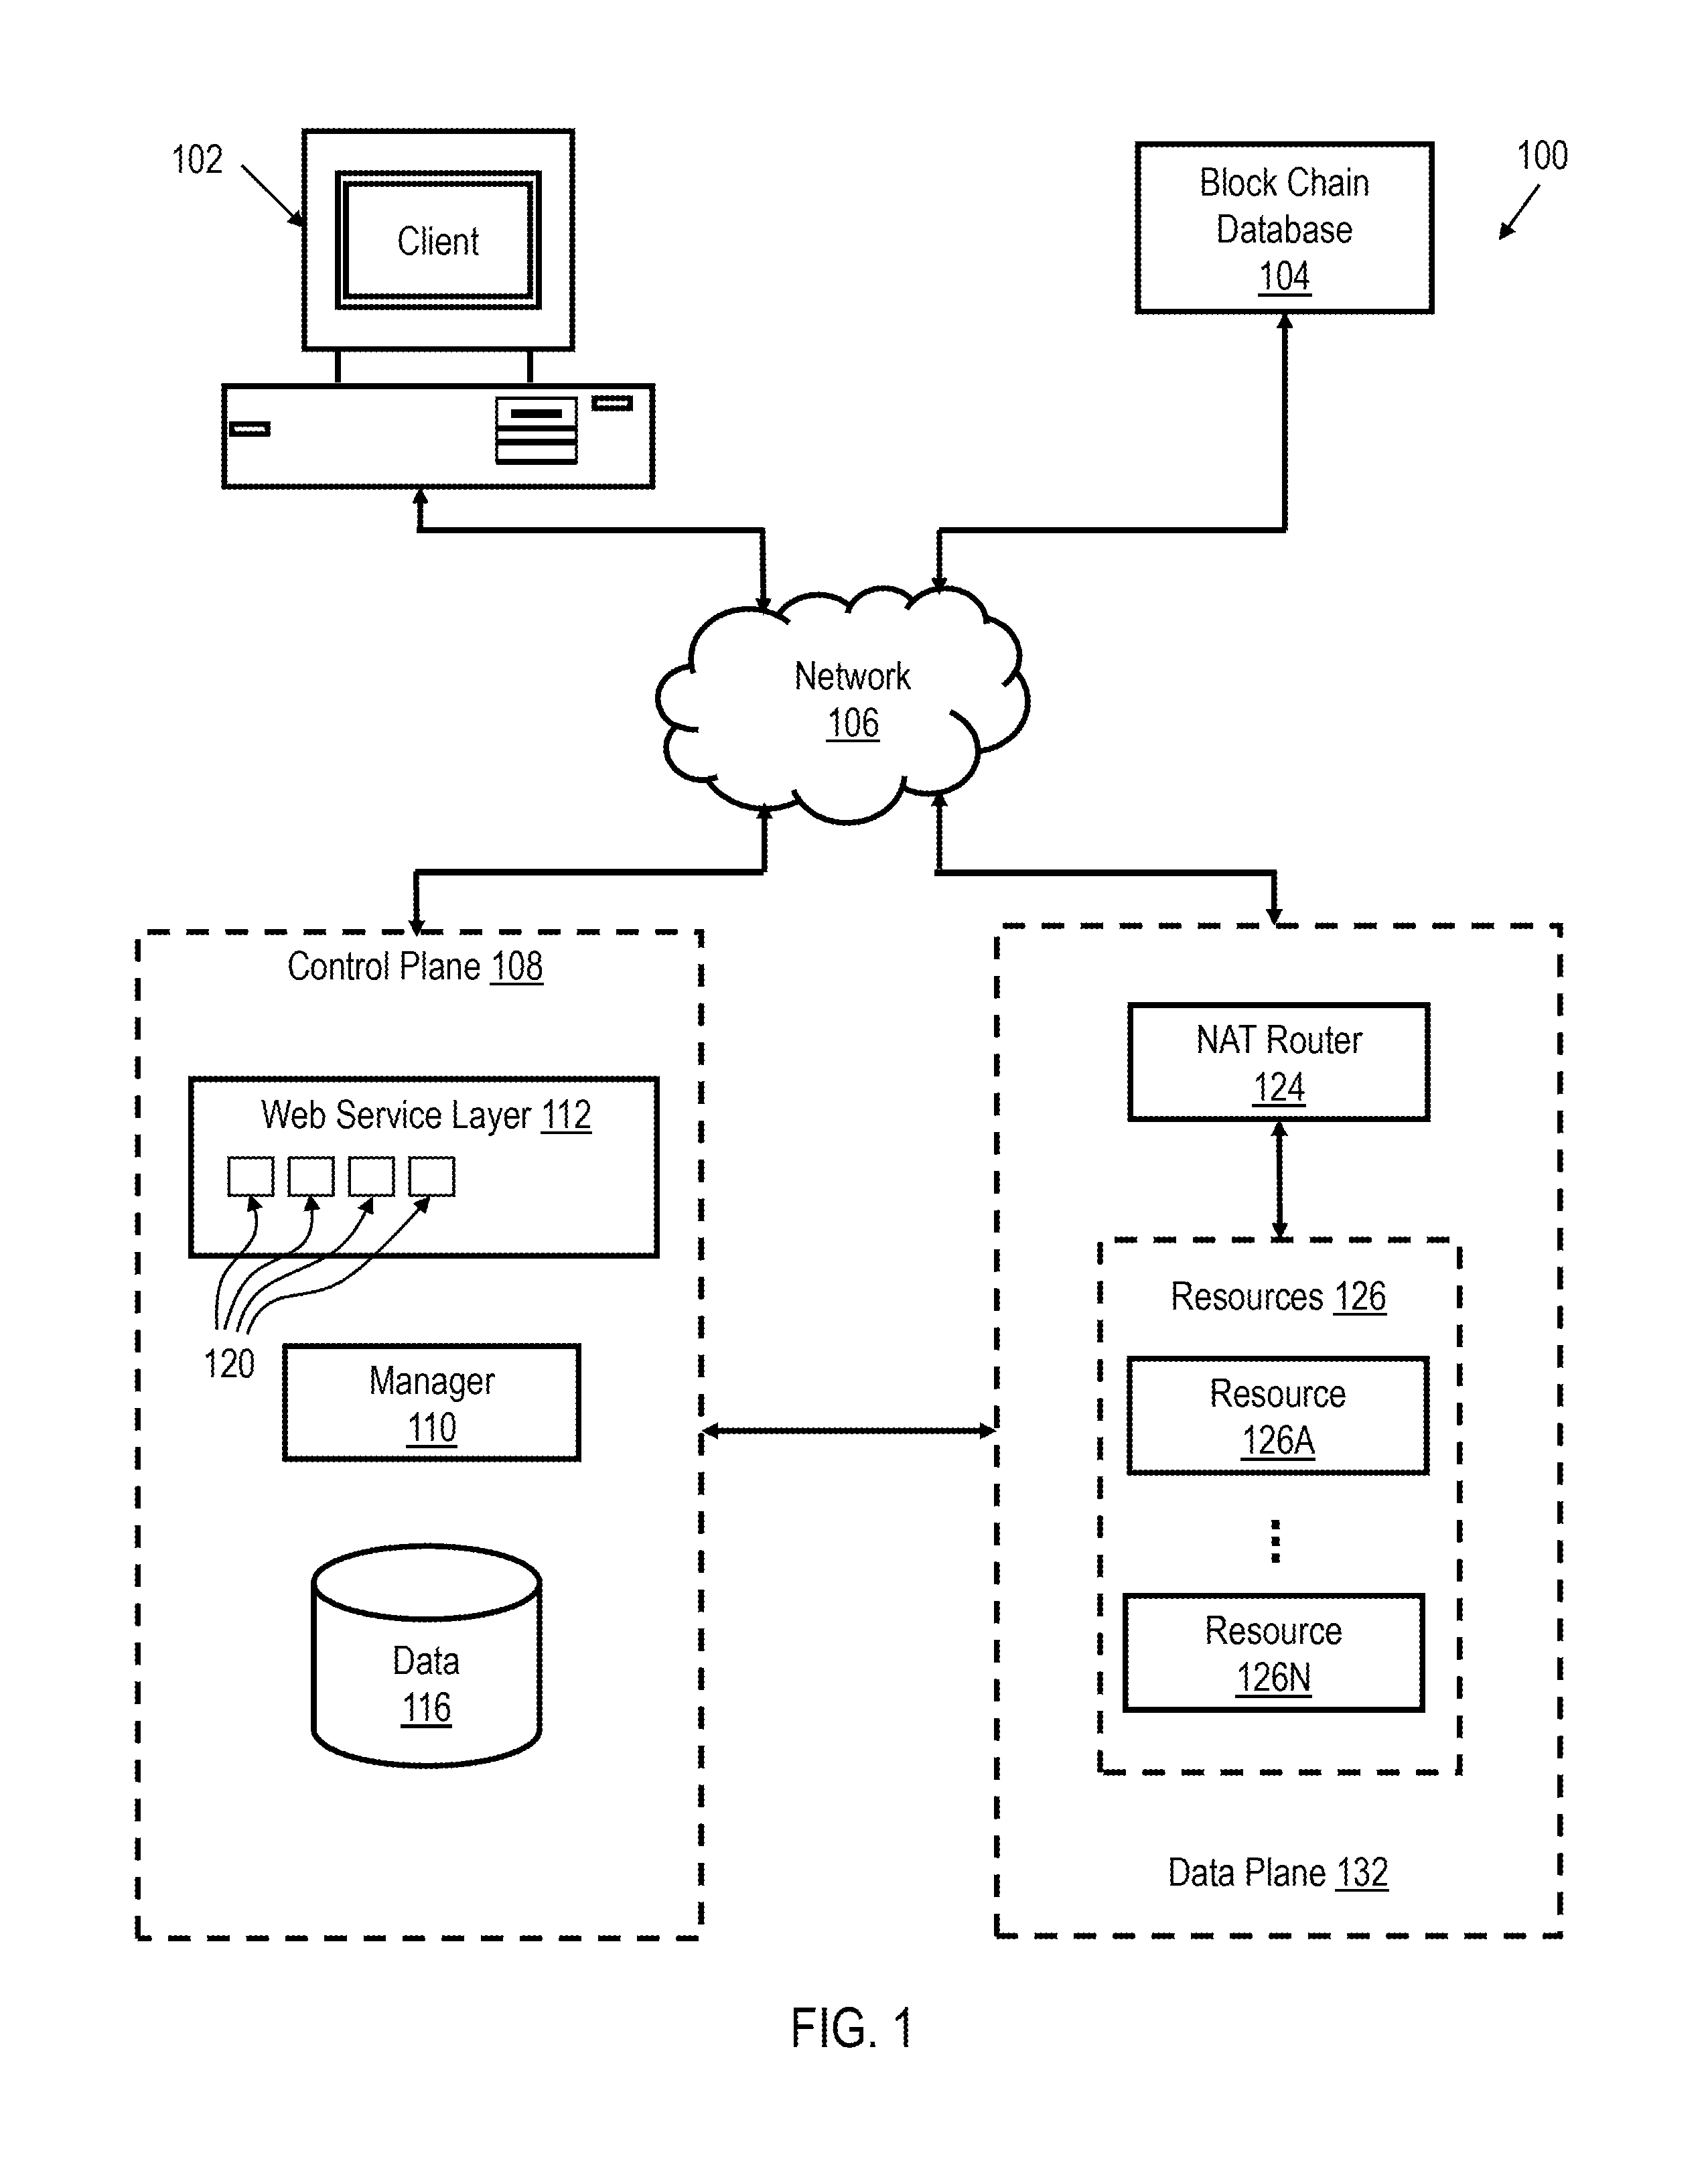 102
Client
Block Chain
Database
104
100
Network
106
Control Plane 108
Web Service Layer 112
120
Manager
110
Data
116
NAT Router
124
Resources 126
Resource
126A
Resource
126N
Data Plane 132
FIG. 1